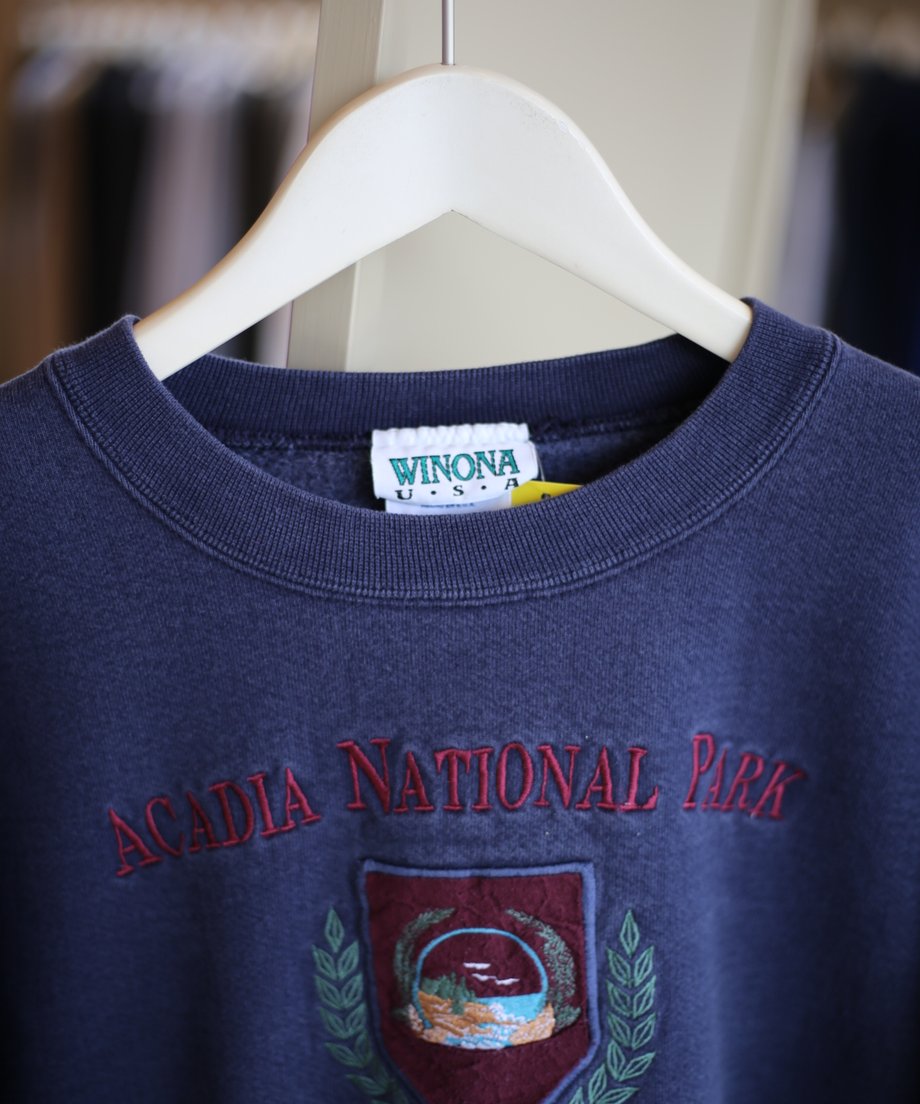 WINONA
U · S · A
ACADIA NATIONAL PARK